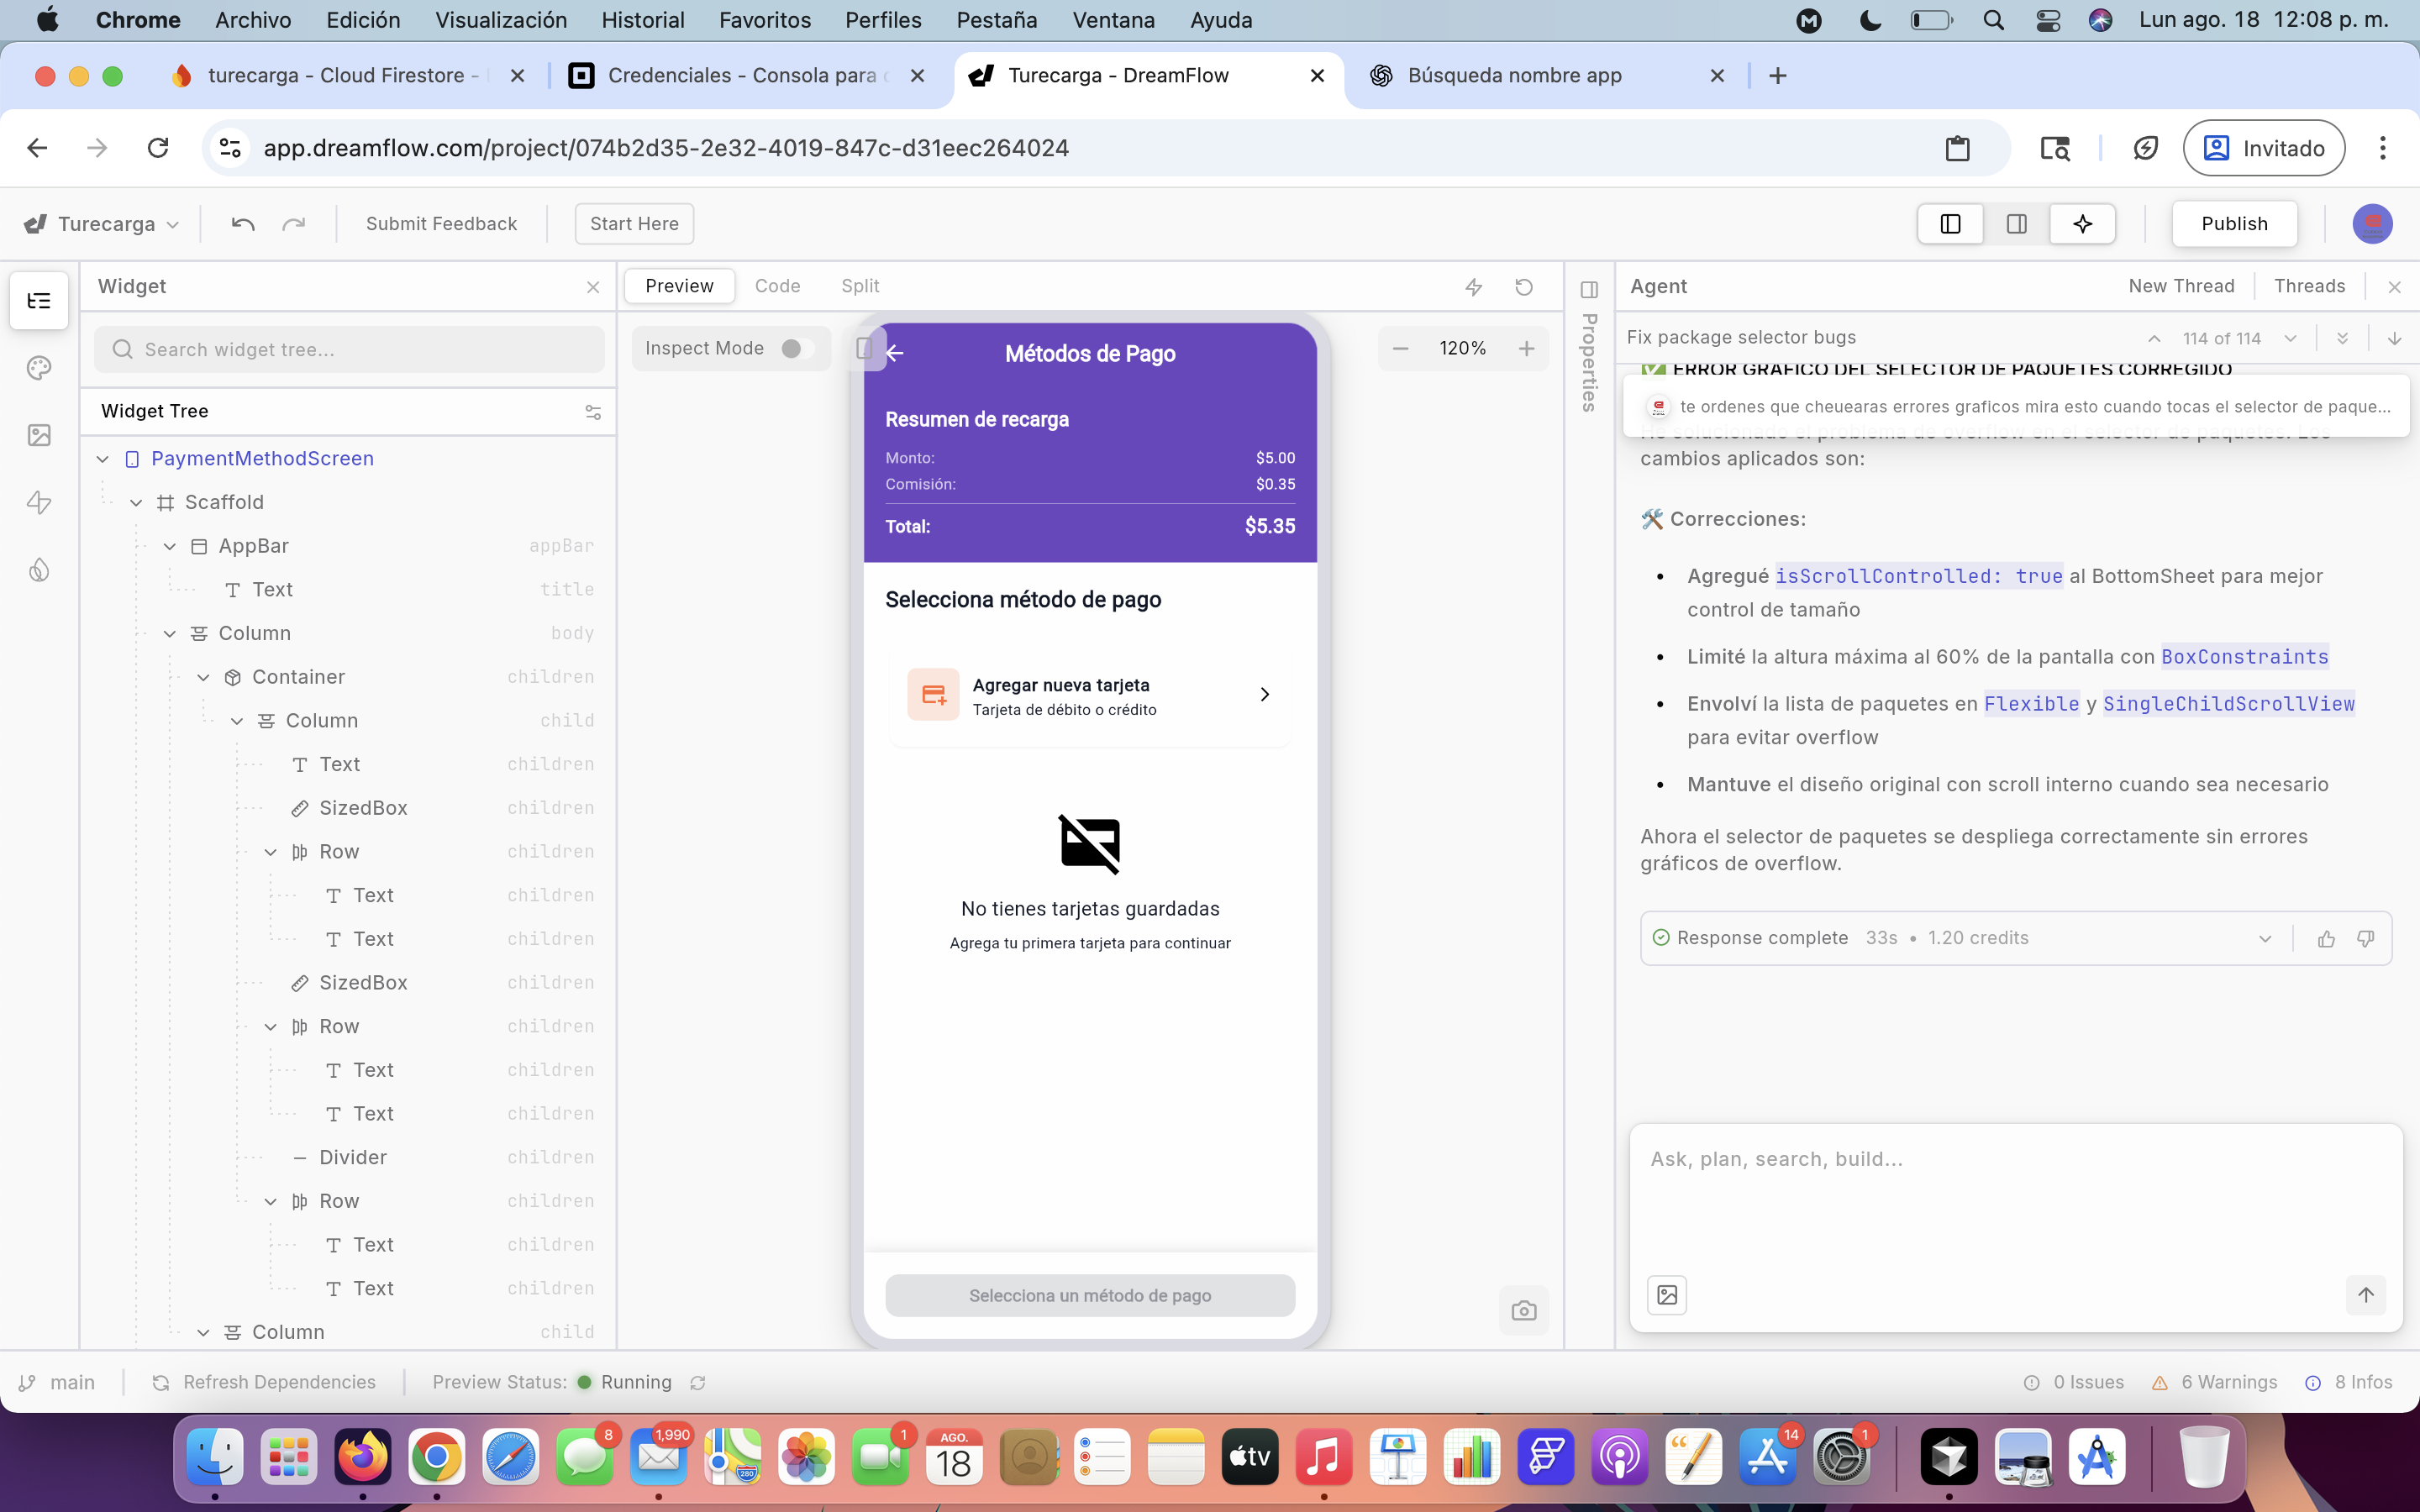 Chrome Archivo Edición Visualización Historial Favoritos Perfiles Pestaña Ventana Ayuda Lun ago. 18 12:08 p. m.
turecarga - Cloud Firestore - Credenciales - Consola para Turecarga - DreamFlow Búsqueda nombre app
app.dreamflow.com/project/074b2d35-2e32-4019-847c-d31eec264024 Invitado
Turecarga Submit Feedback Start Here Publish
Widget
Search widget tree...
Widget Tree
PaymentMethodScreen
Scaffold
AppBar appBar
Text title
Column body
Container children
Column child
Text children
SizedBox children
Row children
Text children
Text children
SizedBox children
Row children
Text children
Text children
Divider children
Row children
Text children
Text children
Column child
Preview Code Split
Inspect Mode 120%
Métodos de Pago
Resumen de recarga
Monto: $5.00
Comisión: $0.35
Total: $5.35
Selecciona método de pago
Agregar nueva tarjeta
Tarjeta de débito o crédito
No tienes tarjetas guardadas
Agrega tu primera tarjeta para continuar
Selecciona un método de pago
Properties
Agent New Thread Threads
Fix package selector bugs 114 of 114
✅ ERROR GRÁFICO DEL SELECTOR DE PAQUETES CORREGIDO
te ordenes que cheuearas errores graficos mira esto cuando tocas el selector de paque...
He solucionado el problema de overflow en el selector de paquetes. Los
cambios aplicados son:
🛠️ Correcciones:
• Agregué isScrollControlled: true al BottomSheet para mejor
control de tamaño
• Limité la altura máxima al 60% de la pantalla con BoxConstraints
• Envolví la lista de paquetes en Flexible y SingleChildScrollView
para evitar overflow
• Mantuve el diseño original con scroll interno cuando sea necesario
Ahora el selector de paquetes se despliega correctamente sin errores
gráficos de overflow.
Response complete 33s • 1.20 credits
Ask, plan, search, build...
main Refresh Dependencies Preview Status: Running 0 Issues 6 Warnings 8 Infos
8 1,990 1 AGO. 18 280 tv 14 1